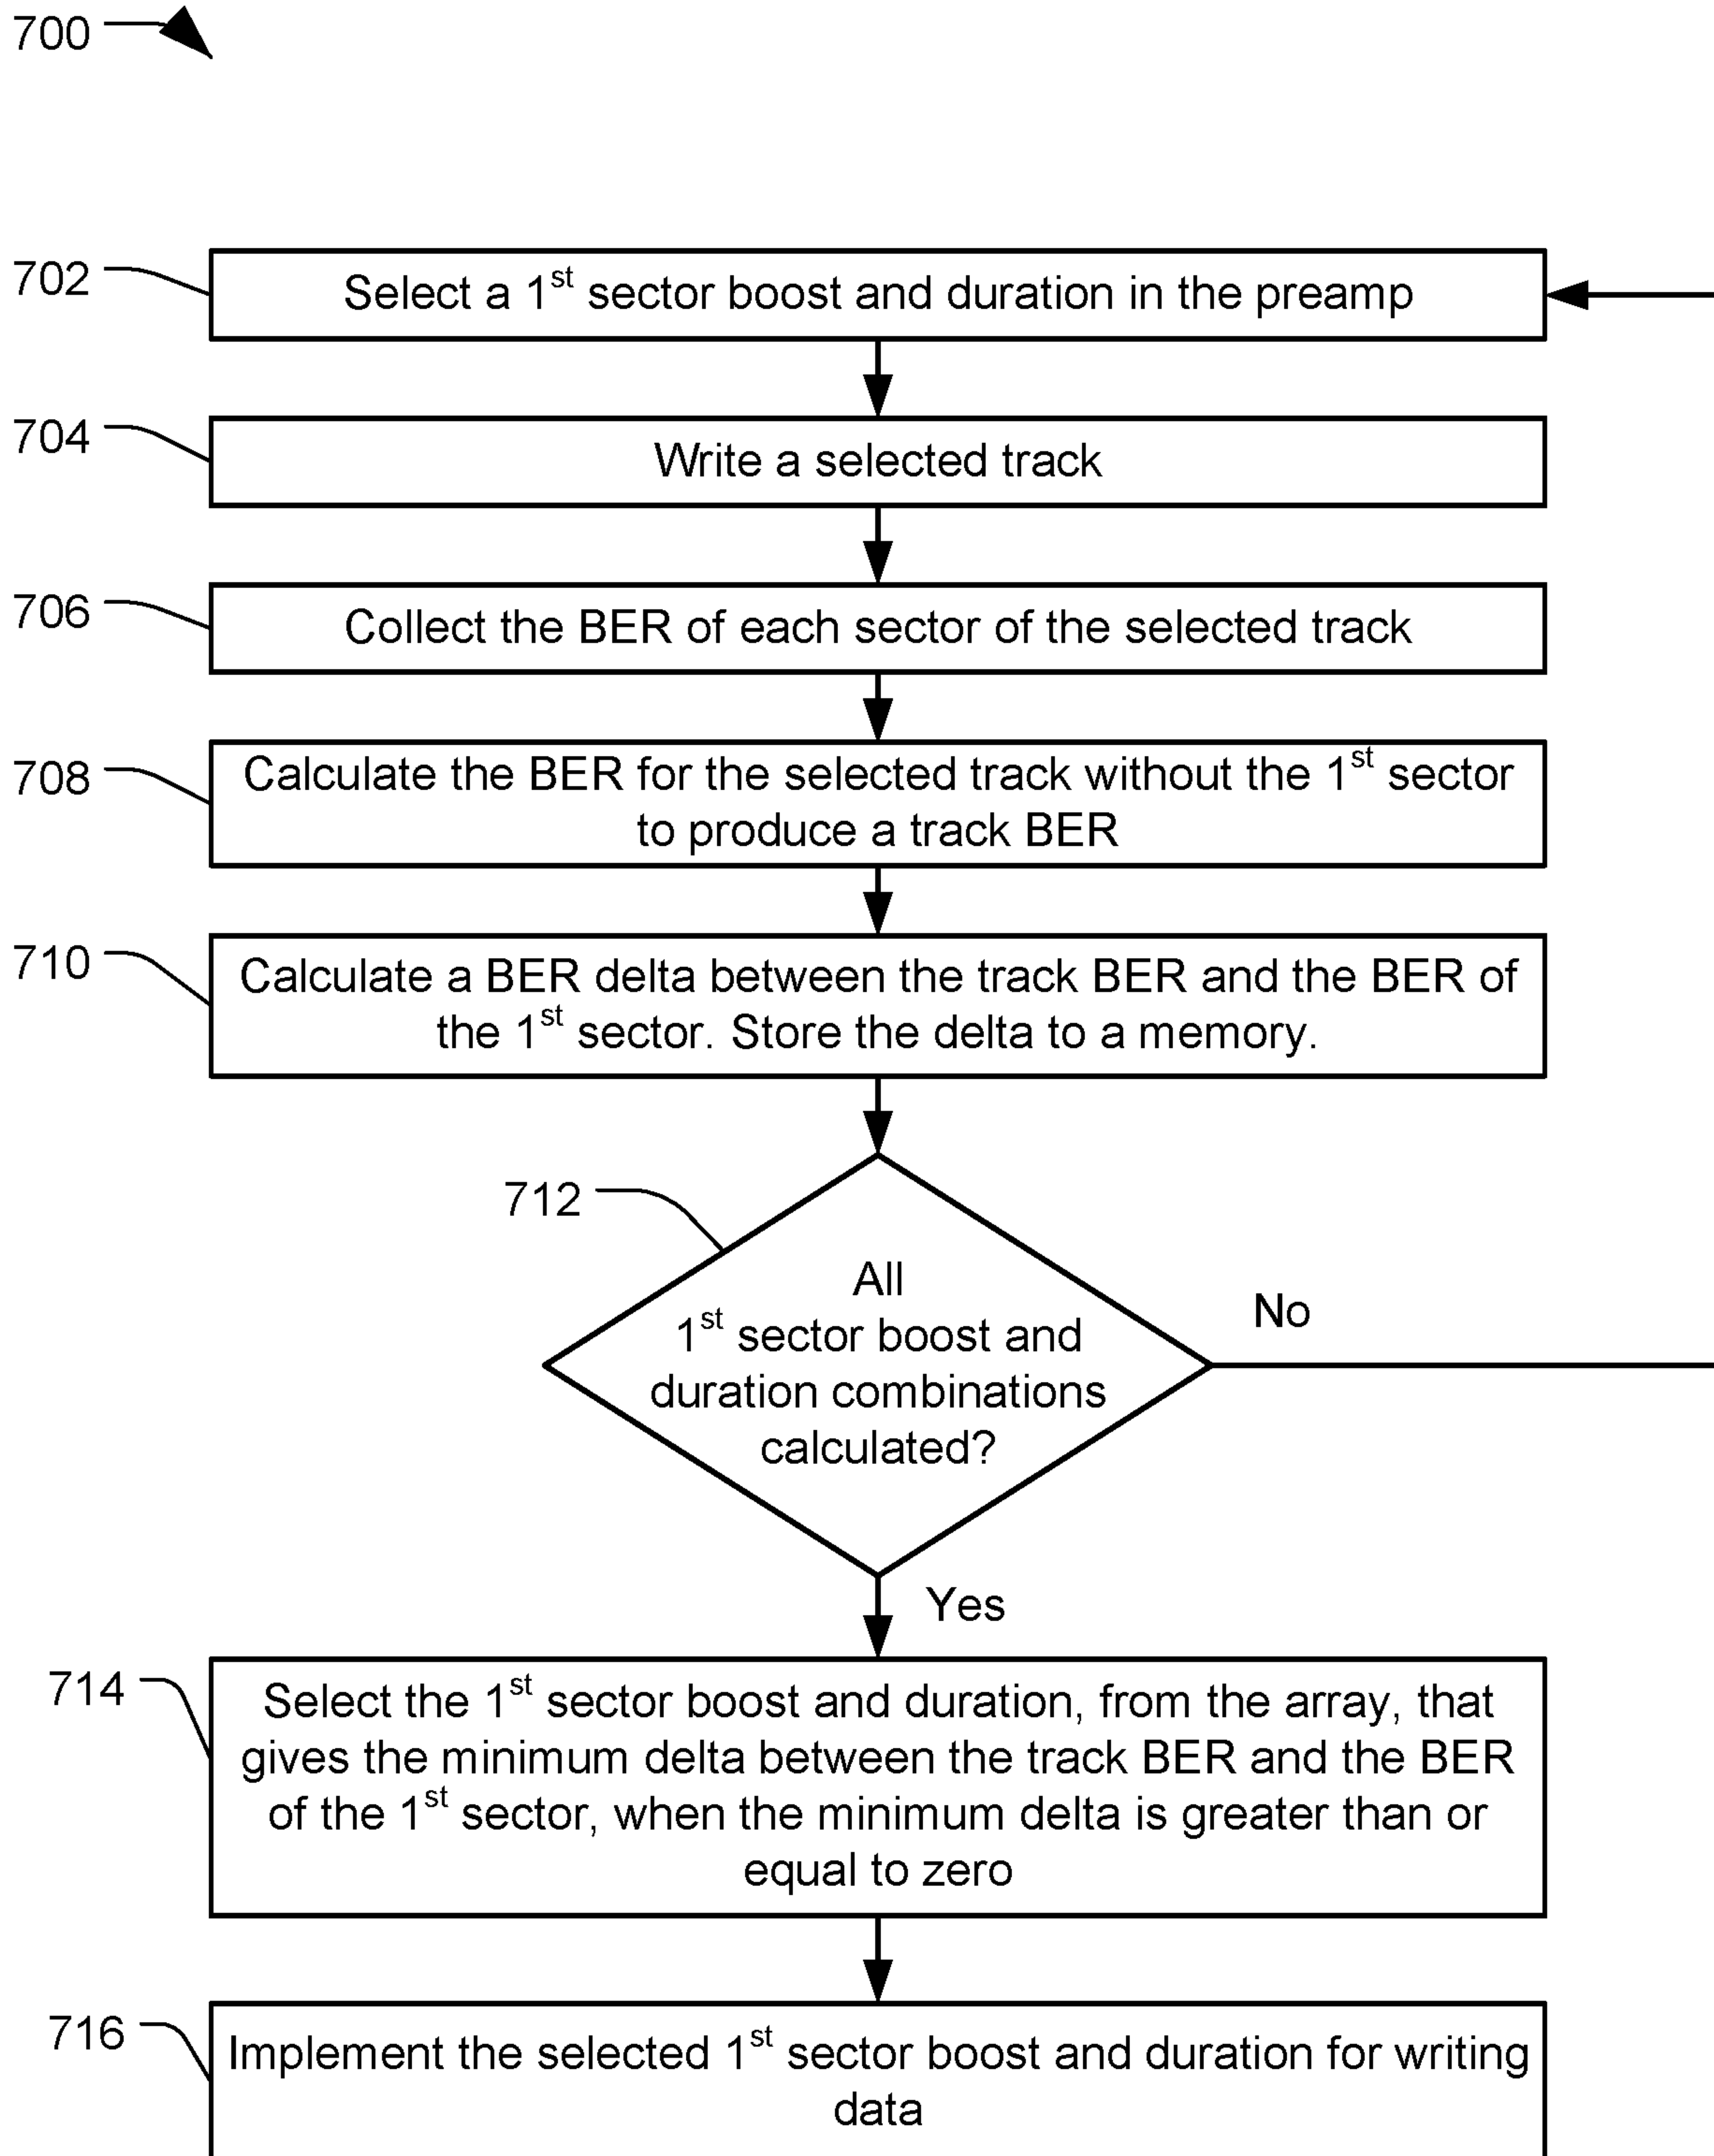 700
702
Select a 1st sector boost and duration in the preamp
704
Write a selected track
706
Collect the BER of each sector of the selected track
708
Calculate the BER for the selected track without the 1st sector
to produce a track BER
710
Calculate a BER delta between the track BER and the BER of
the 1st sector. Store the delta to a memory.
712
All
1st sector boost and
duration combinations
calculated?
No
Yes
714
Select the 1st sector boost and duration, from the array, that
gives the minimum delta between the track BER and the BER
of the 1st sector, when the minimum delta is greater than or
equal to zero
716
Implement the selected 1st sector boost and duration for writing
data